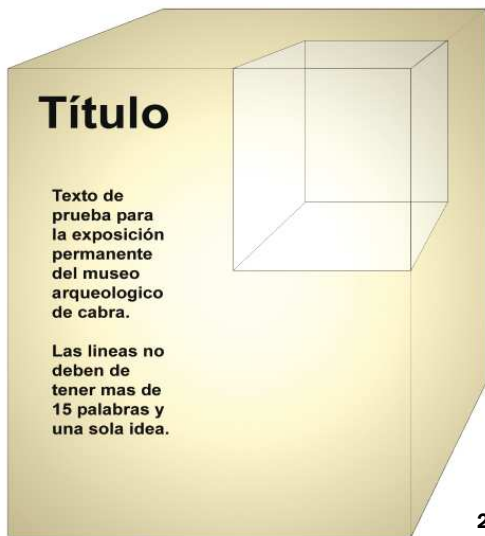 Título
Texto de
prueba para
la exposición
permanente
del museo
arqueologico
de cabra.
Las lineas no
deben de
tener mas de
15 palabras y
una sola idea.
2